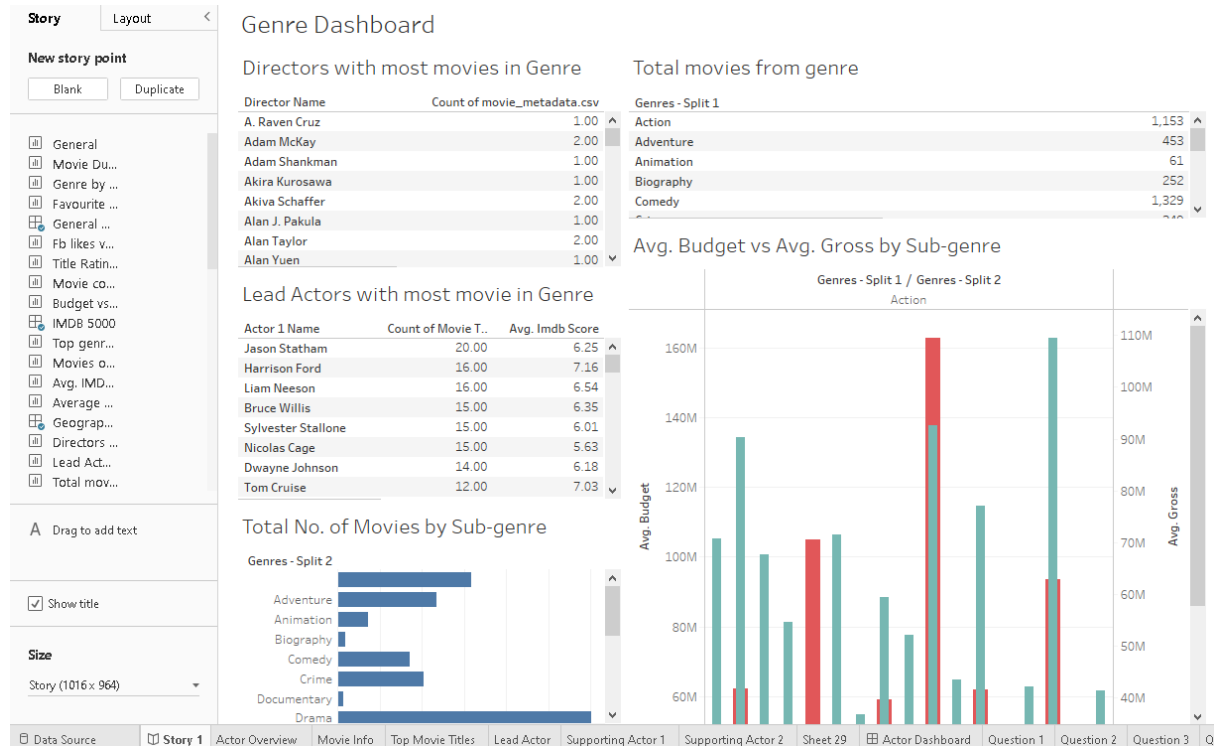 Story Layout <
New story point
Blank Duplicate
General
Movie Du...
Genre by ...
Favourite ...
General ...
Fb likes v...
Title Ratin...
Movie co...
Budget vs...
IMDB 5000
Top genr...
Movies o...
Avg. IMD...
Average ...
Geograp...
Directors ...
Lead Act...
Total mov...
A Drag to add text
Show title
Size
Story (1016 x 964)
Genre Dashboard
Directors with most movies in Genre
Director Name Count of movie_metadata.csv
A. Raven Cruz 1.00
Adam McKay 2.00
Adam Shankman 1.00
Akira Kurosawa 1.00
Akiva Schaffer 2.00
Alan J. Pakula 1.00
Alan Taylor 2.00
Alan Yuen 1.00
Lead Actors with most movie in Genre
Actor 1 Name Count of Movie T.. Avg. Imdb Score
Jason Statham 20.00 6.25
Harrison Ford 16.00 7.16
Liam Neeson 16.00 6.54
Bruce Willis 15.00 6.35
Sylvester Stallone 15.00 6.01
Nicolas Cage 15.00 5.63
Dwayne Johnson 14.00 6.18
Tom Cruise 12.00 7.03
Total No. of Movies by Sub-genre
Genres - Split 2
Adventure
Animation
Biography
Comedy
Crime
Documentary
Drama
Total movies from genre
Genres - Split 1
Action 1,153
Adventure 453
Animation 61
Biography 252
Comedy 1,329
Avg. Budget vs Avg. Gross by Sub-genre
Genres - Split 1 / Genres - Split 2
Action
160M
140M
120M
100M
80M
60M
Avg. Budget
110M
100M
90M
80M
70M
60M
50M
40M
Avg. Gross
Data Source Story 1 Actor Overview Movie Info Top Movie Titles Lead Actor Supporting Actor 1 Supporting Actor 2 Sheet 29 Actor Dashboard Question 1 Question 2 Question 3 Q